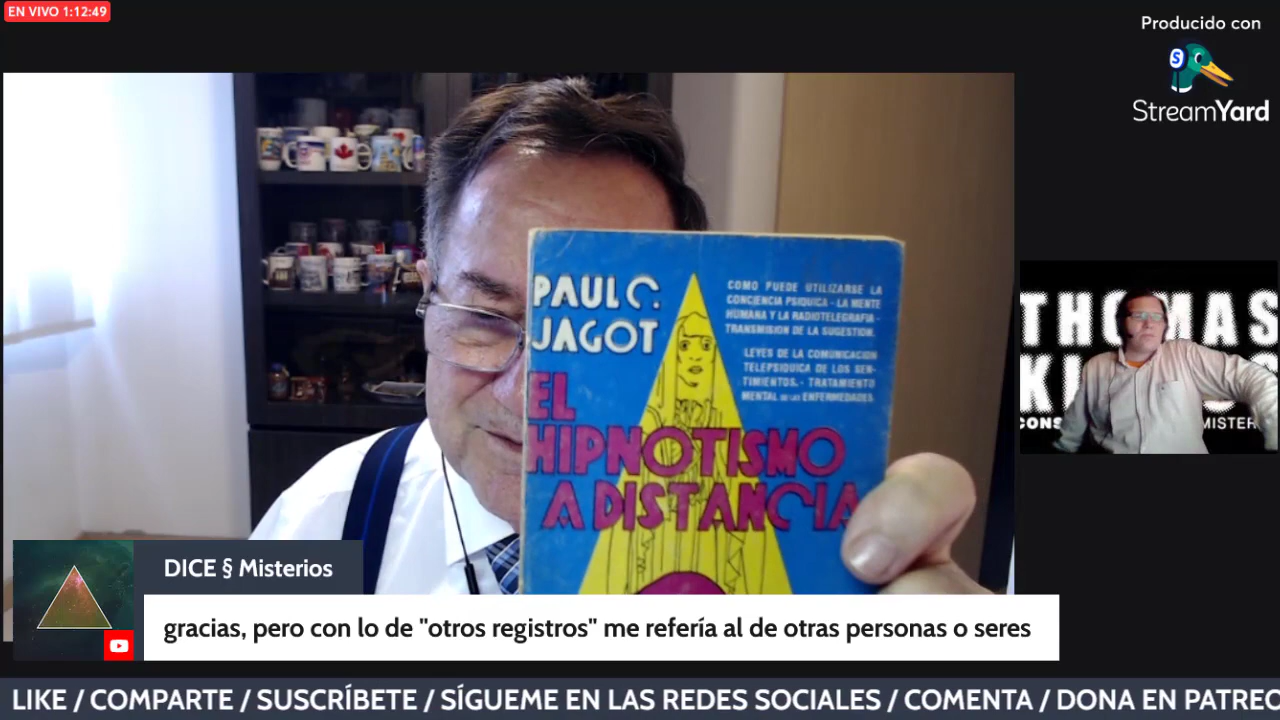 EN VIVO 1:12:49
Producido con
StreamYard
PAUL C.
JAGOT
COMO PUEDE UTILIZARSE LA
CONCIENCIA PSIQUICA - LA MENTE
HUMANA Y LA RADIOTELEGRAFIA -
TRANSMISION DE LA SUGESTION.
LEYES DE LA COMUNICACION
TELEPSIQUICA DE LOS SEN-
TIMIENTOS. - TRATAMIENTO
MENTAL DE LAS ENFERMEDADES.
EL
HIPNOTISMO
A DISTANCIA
THOMAS
CONS
MISTER
DICE § Misterios
gracias, pero con lo de "otros registros" me refería al de otras personas o seres
LIKE / COMPARTE / SUSCRÍBETE / SÍGUEME EN LAS REDES SOCIALES / COMENTA / DONA EN PATREO